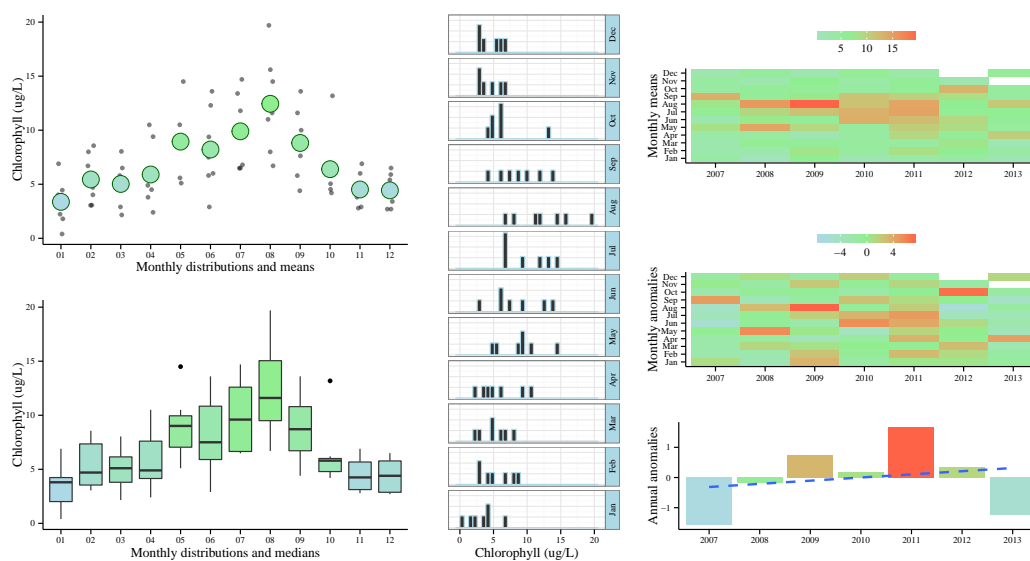 20
15
10
5
0
Chlorophyll (ug/L)
01 02 03 04 05 06 07 08 09 10 11 12
Monthly distributions and means
20
15
10
5
0
Chlorophyll (ug/L)
01 02 03 04 05 06 07 08 09 10 11 12
Monthly distributions and medians
Dec
Nov
Oct
Sep
Aug
Jul
Jun
May
Apr
Mar
Feb
Jan
0 5 10 15 20
Chlorophyll (ug/L)
5 10 15
Monthly means
Dec
Nov
Oct
Sep
Aug
Jul
Jun
May
Apr
Mar
Feb
Jan
2007 2008 2009 2010 2011 2012 2013
−4 0 4
Monthly anomalies
Dec
Nov
Oct
Sep
Aug
Jul
Jun
May
Apr
Mar
Feb
Jan
2007 2008 2009 2010 2011 2012 2013
Annual anomalies
1
0
−1
2007 2008 2009 2010 2011 2012 2013